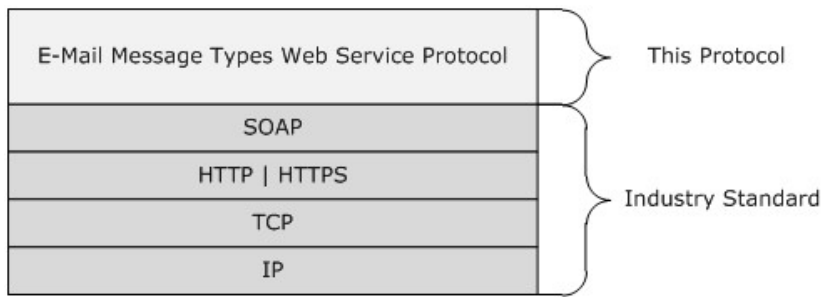 E-Mail Message Types Web Service Protocol
This Protocol
SOAP
HTTP | HTTPS
TCP
IP
Industry Standard